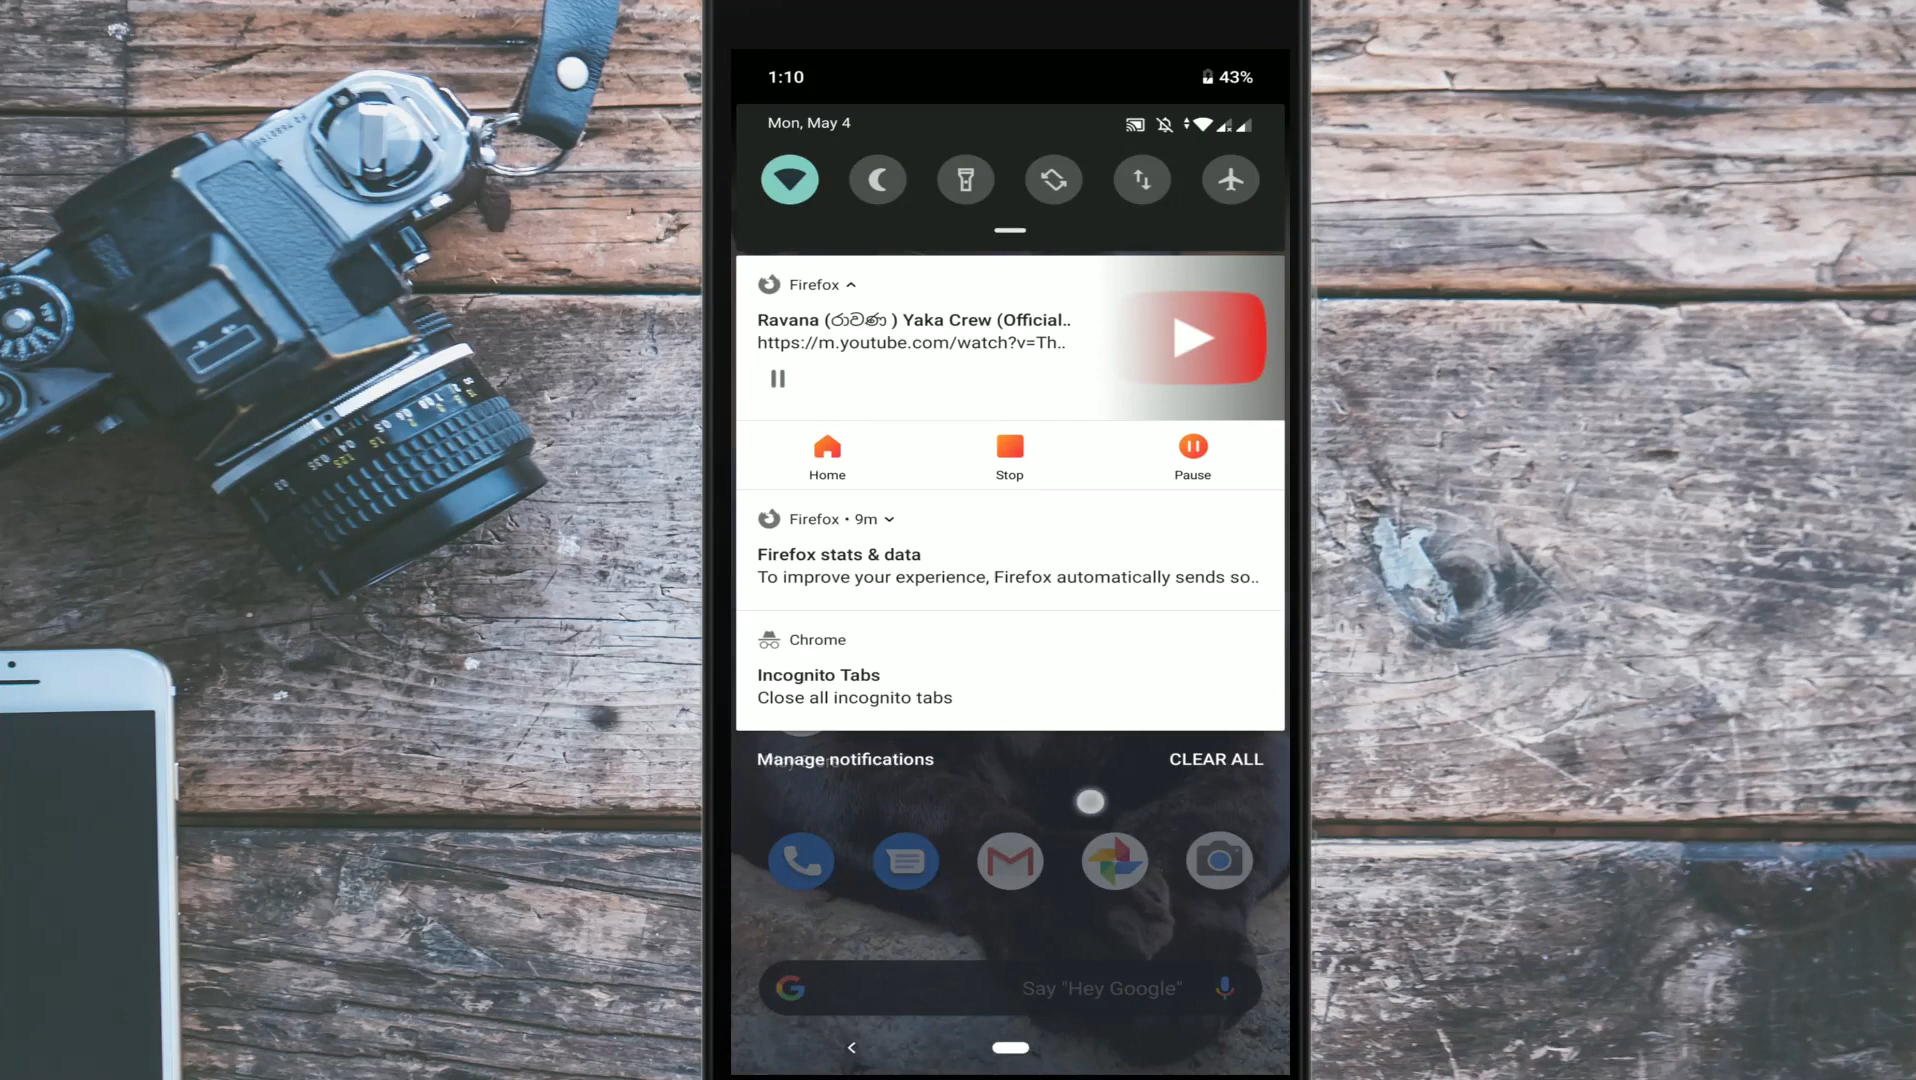 1:10
43%
Mon, May 4
Firefox
Ravana (රාවණ ) Yaka Crew (Official..
https://m.youtube.com/watch?v=Th..
Home
Stop
Pause
Firefox • 9m
Firefox stats & data
To improve your experience, Firefox automatically sends so..
Chrome
Incognito Tabs
Close all incognito tabs
Manage notifications
CLEAR ALL
Say "Hey Google"